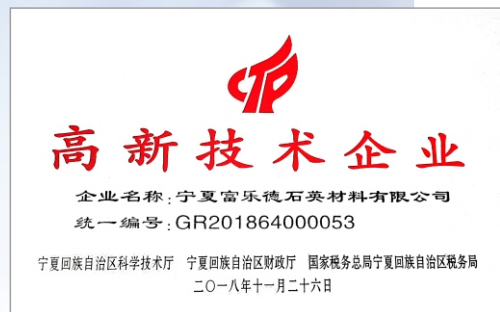 高新技术企业
企业名称:宁夏富乐德石英材料有限公司
统一编号:GR201864000053
宁夏回族自治区科学技术厅 宁夏回族自治区财政厅 国家税务总局宁夏回族自治区税务局
二〇一八年十一月二十六日